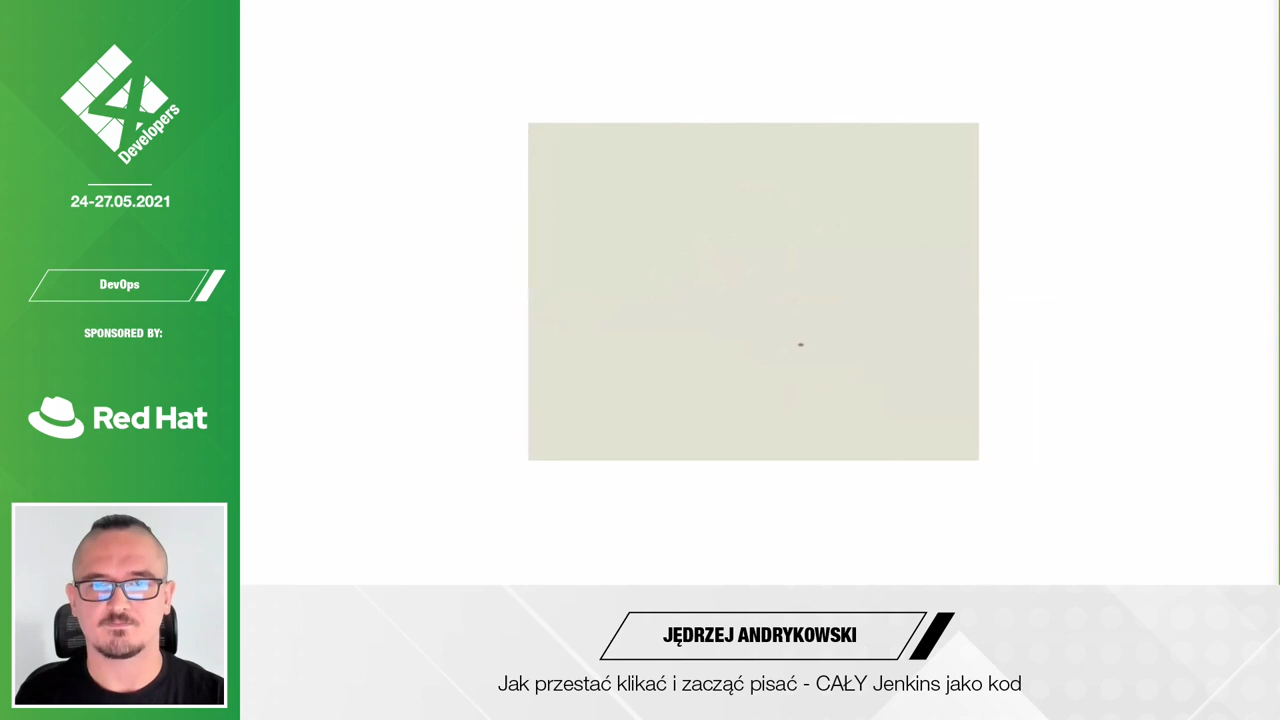 4
Developers
24-27.05.2021
DevOps
SPONSORED BY:
Red Hat
JĘDRZEJ ANDRYKOWSKI
Jak przestać klikać i zacząć pisać - CAŁY Jenkins jako kod